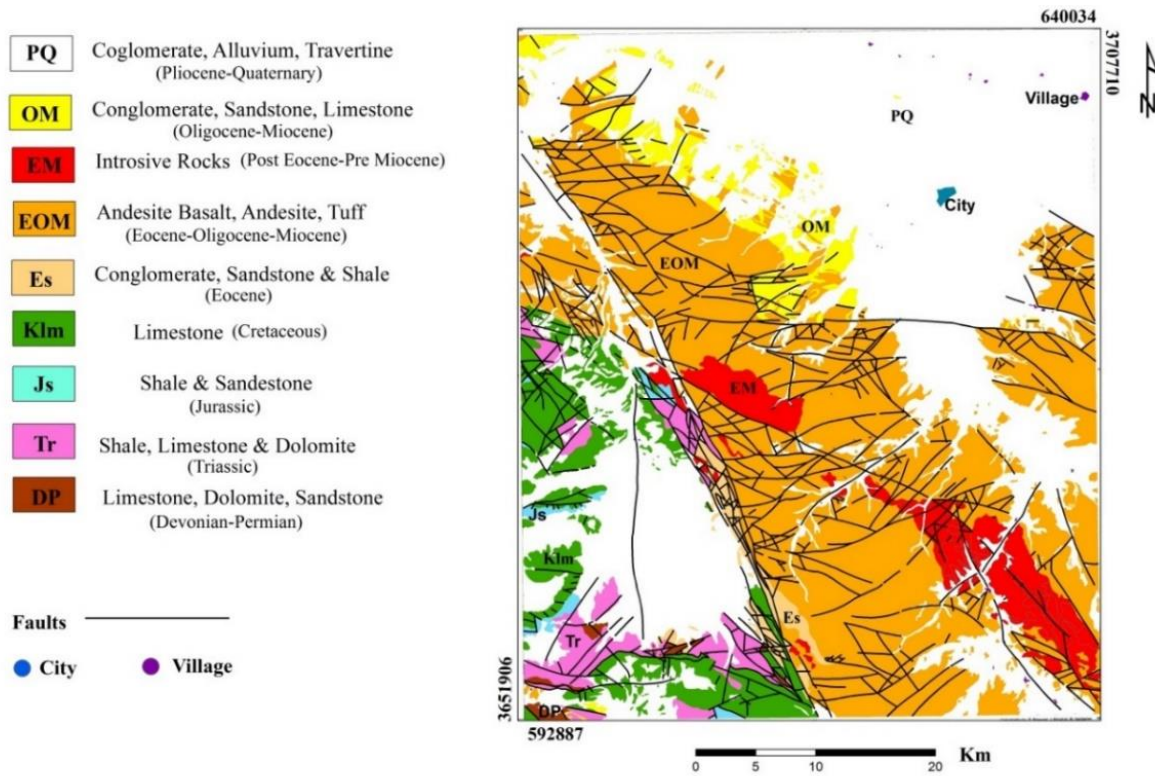 PQ Coglomerate, Alluvium, Travertine
(Pliocene-Quaternary)
OM Conglomerate, Sandstone, Limestone
(Oligocene-Miocene)
EM Introsive Rocks (Post Eocene-Pre Miocene)
EOM Andesite Basalt, Andesite, Tuff
(Eocene-Oligocene-Miocene)
Es Conglomerate, Sandstone & Shale
(Eocene)
Klm Limestone (Cretaceous)
Js Shale & Sandestone
(Jurassic)
Tr Shale, Limestone & Dolomite
(Triassic)
DP Limestone, Dolomite, Sandstone
(Devonian-Permian)
Faults
City Village
640034
3707710
N
Village
PQ
City
OM
EOM
EM
Js
Klm
Es
Tr
DP
3651906
592887
0 5 10 20 Km